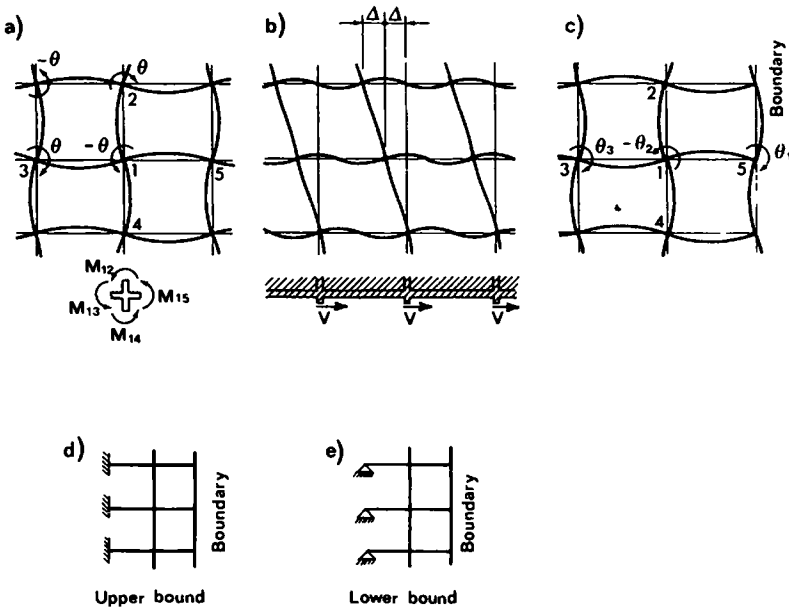 a)
-θ
θ
2
3
θ
-θ
1
5
4
M12
M13
M15
M14
b)
Δ
Δ
V
V
V
c)
Boundary
2
3
θ3
-θ2
1
5
4
d)
Boundary
Upper bound
e)
Boundary
Lower bound